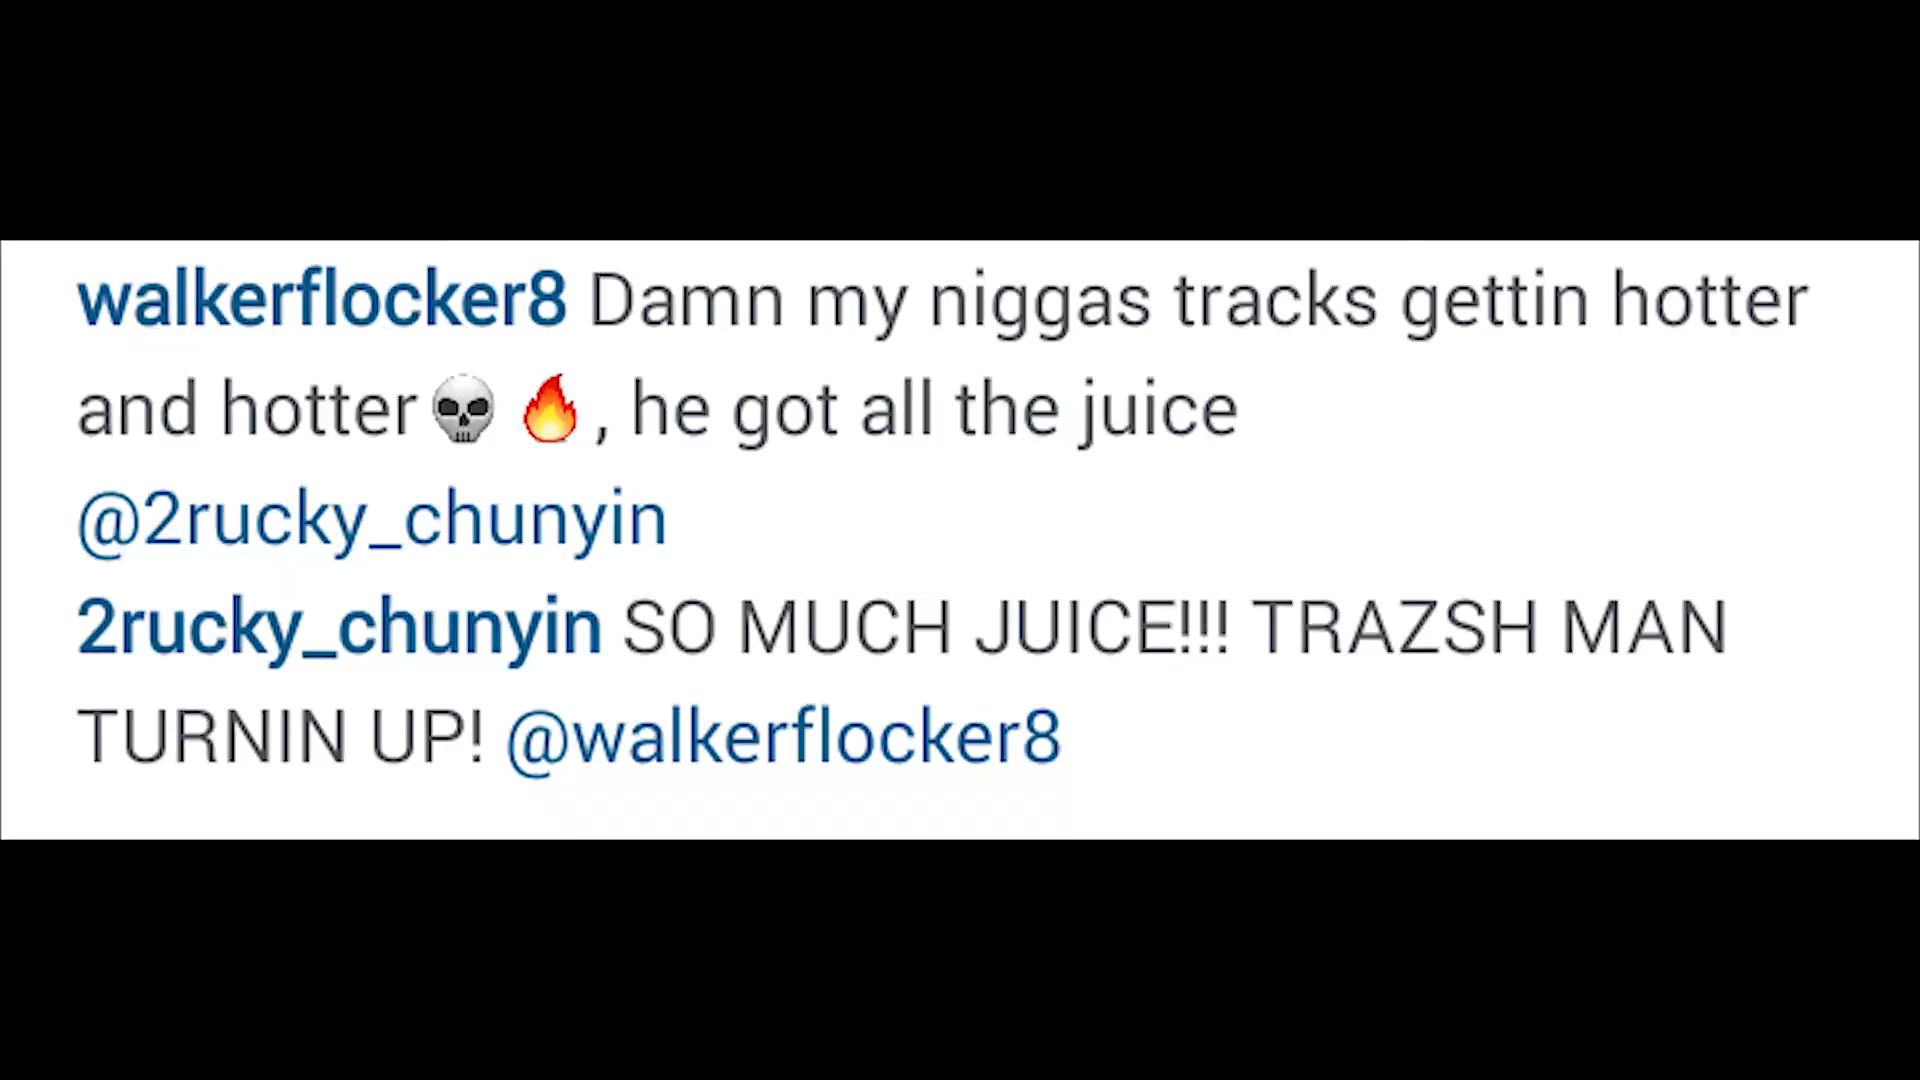 walkerflocker8 Damn my niggas tracks gettin hotter
and hotter💀🔥, he got all the juice
@2rucky_chunyin
2rucky_chunyin SO MUCH JUICE!!! TRAZSH MAN
TURNIN UP! @walkerflocker8